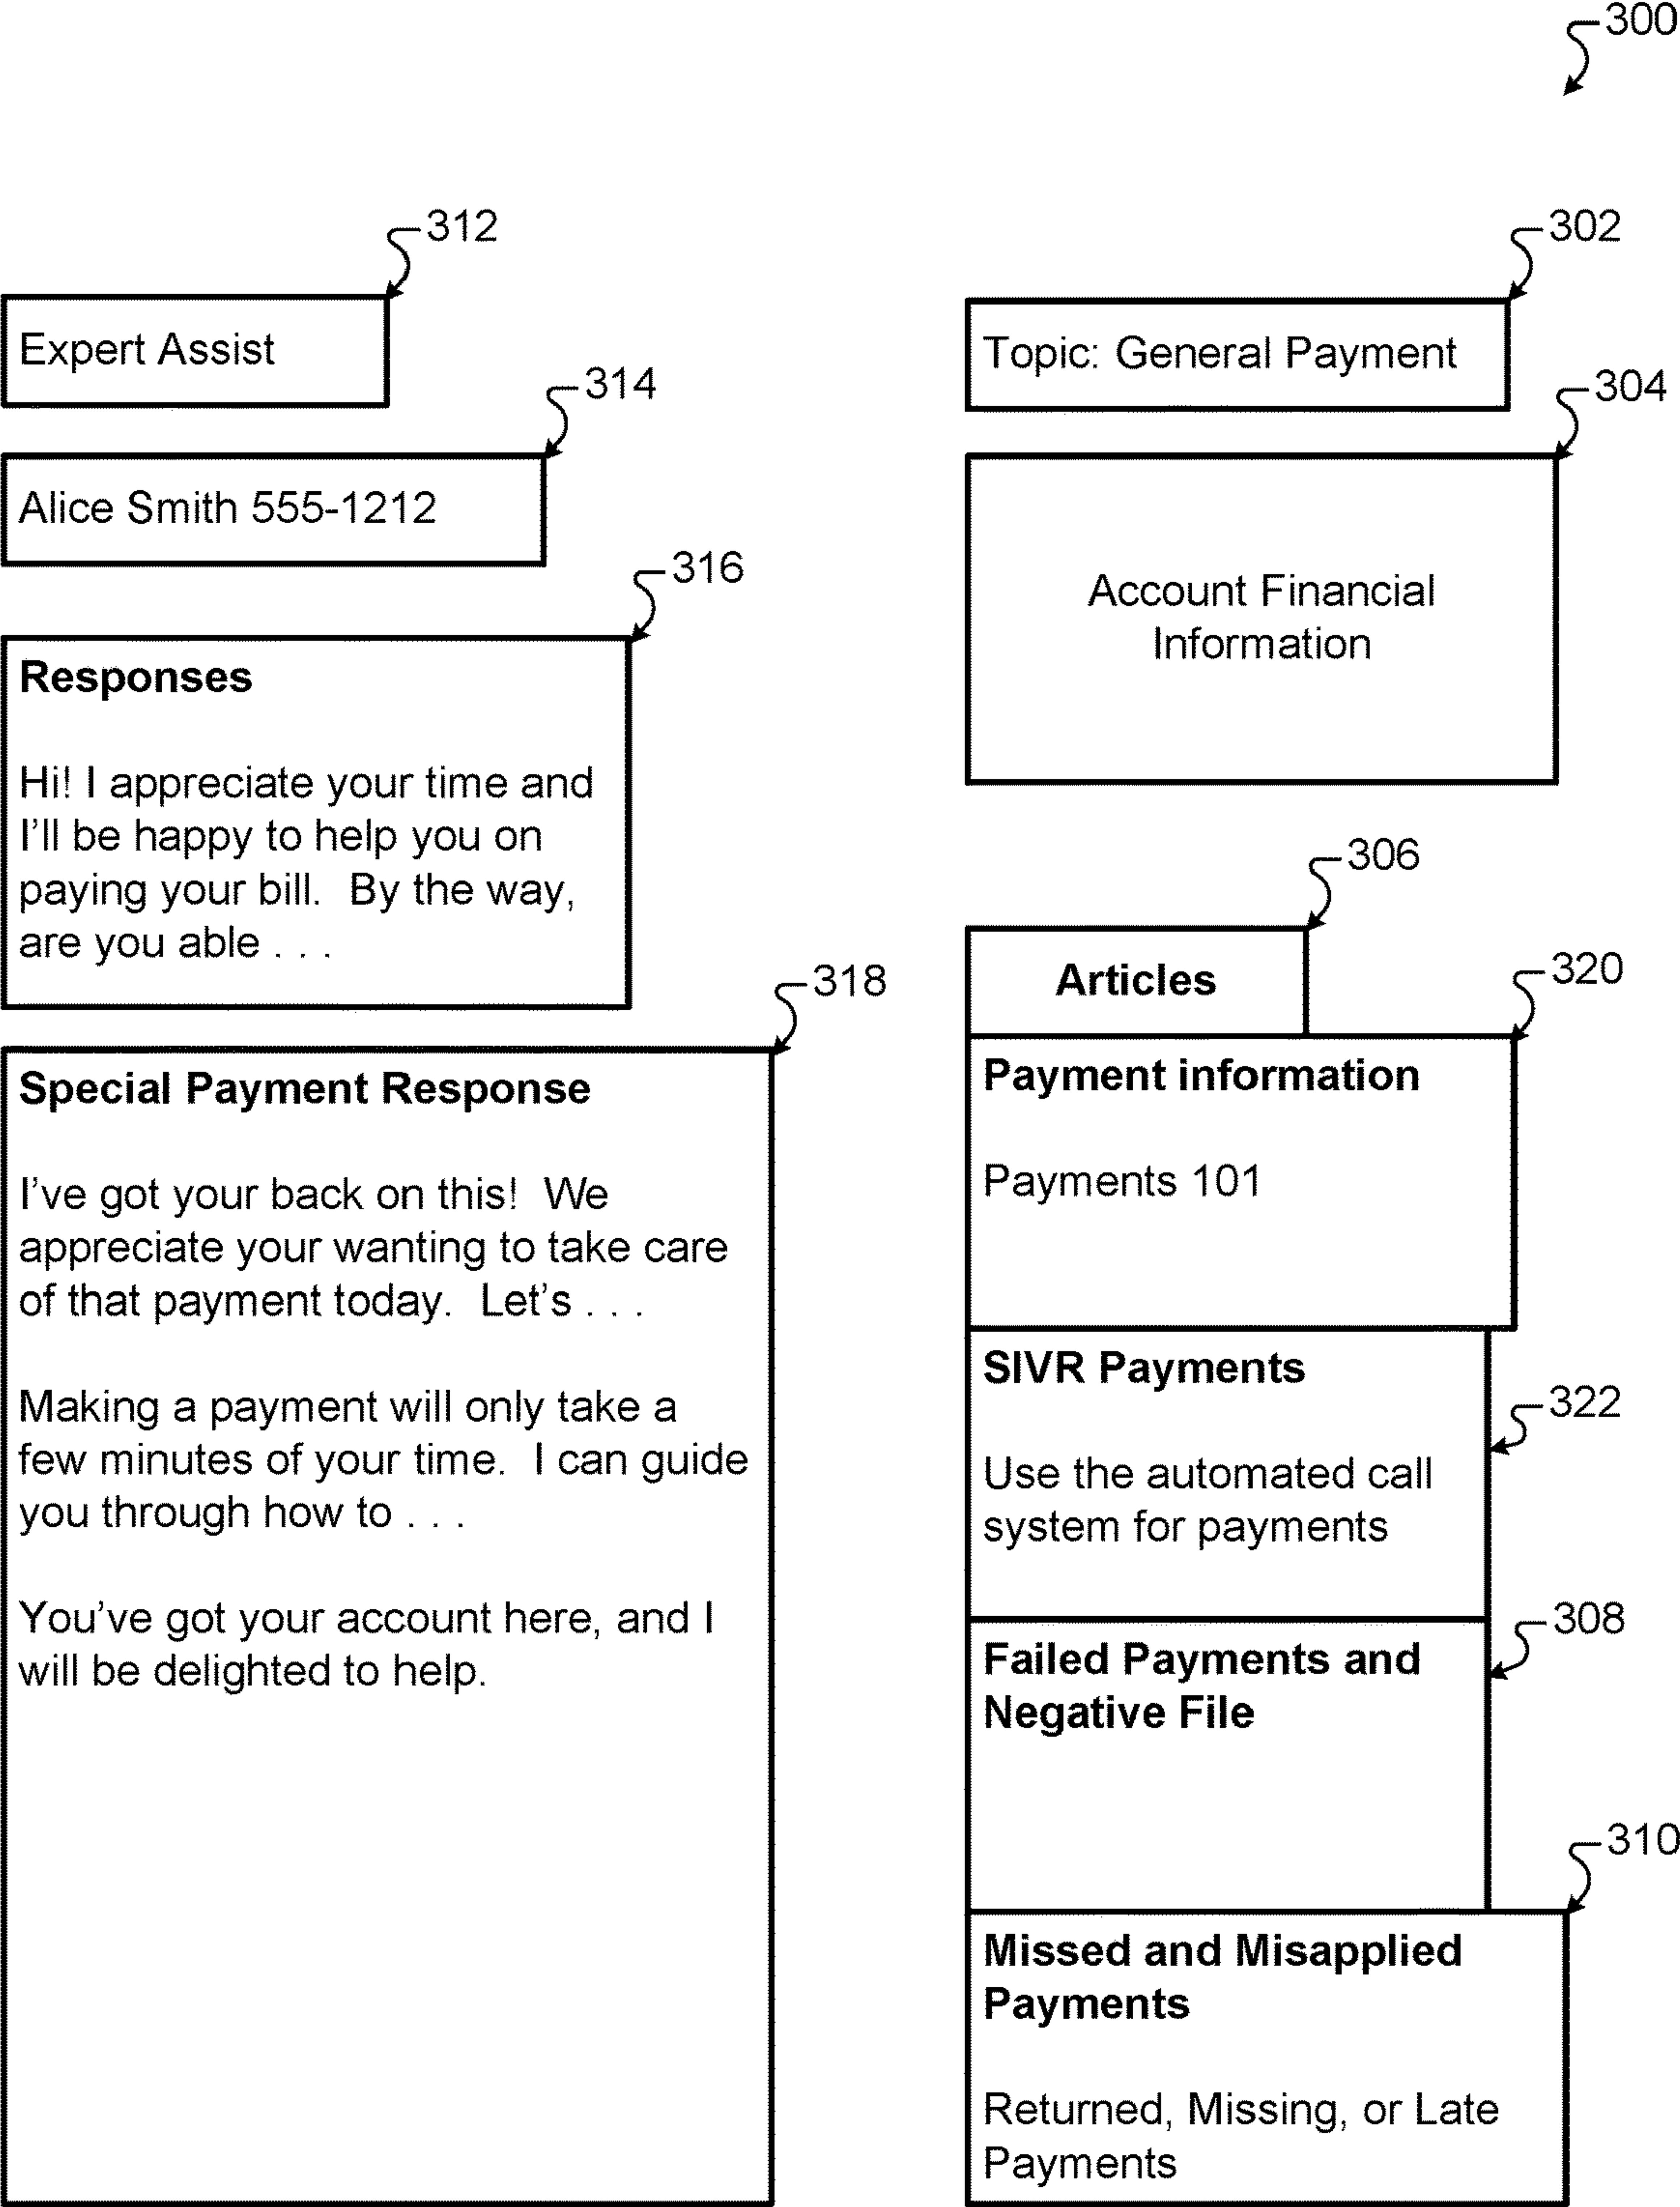 300
312
Expert Assist
314
Alice Smith 555-1212
316
Responses
Hi! I appreciate your time and
I'll be happy to help you on
paying your bill.  By the way,
are you able . . .
318
Special Payment Response
I've got your back on this!  We
appreciate your wanting to take care
of that payment today.  Let's . . .
Making a payment will only take a
few minutes of your time.  I can guide
you through how to . . .
You've got your account here, and I
will be delighted to help.
302
Topic: General Payment
304
Account Financial
Information
306
Articles
320
Payment information
Payments 101
SIVR Payments
322
Use the automated call
system for payments
308
Failed Payments and
Negative File
310
Missed and Misapplied
Payments
Returned, Missing, or Late
Payments